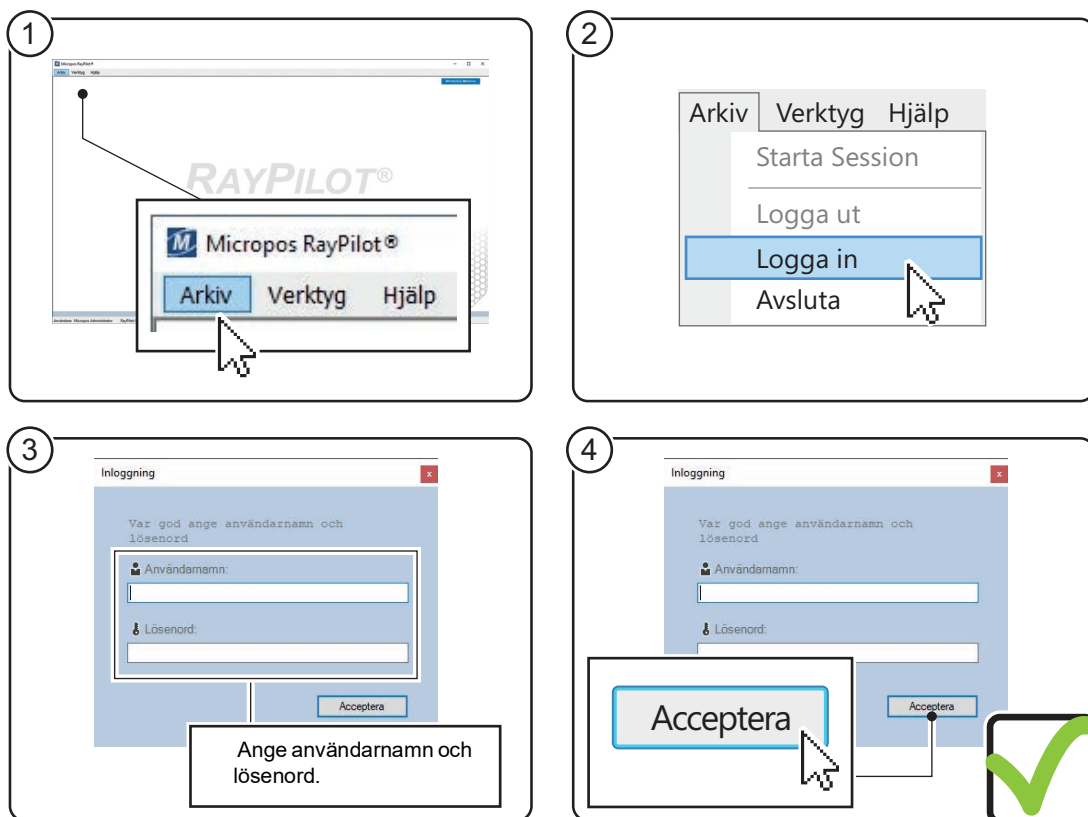 1
Micropos RayPilot®
Arkiv Verktyg Hjälp
RAYPILOT®
Micropos RayPilot®
Arkiv Verktyg Hjälp
2
Arkiv Verktyg Hjälp
Starta Session
Logga ut
Logga in
Avsluta
3
Inloggning
x
Var god ange användarnamn och
lösenord
Användarnamn:
Lösenord:
Acceptera
Ange användarnamn och
lösenord.
4
Inloggning
x
Var god ange användarnamn och
lösenord
Användarnamn:
Lösenord:
Acceptera
Acceptera